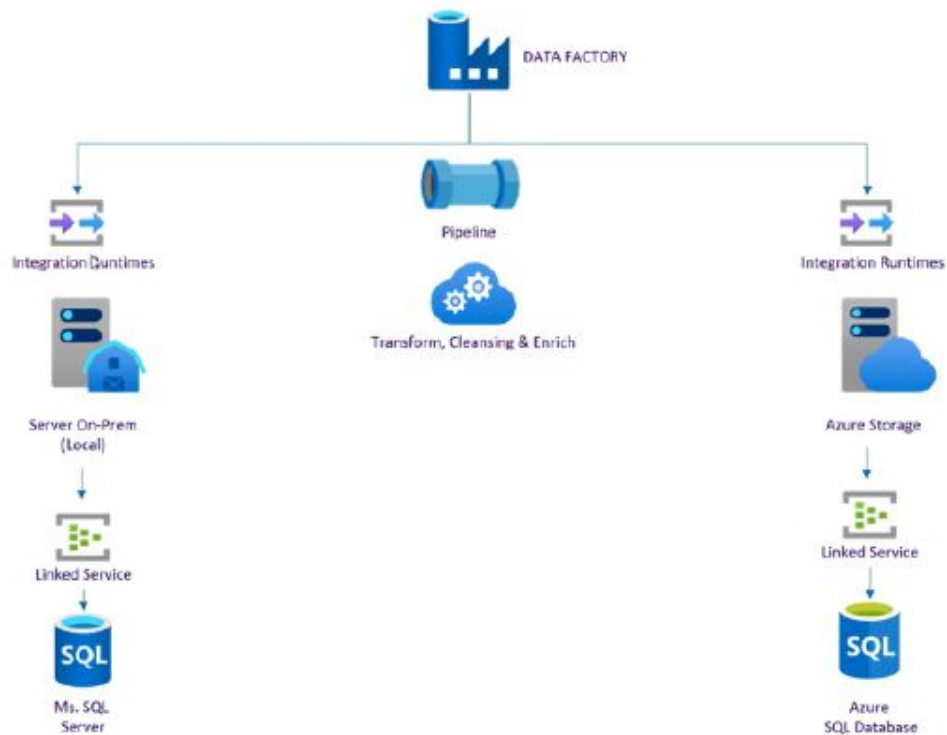 DATA FACTORY
Pipeline
Transform, Cleansing & Enrich
Integration Runtimes
Server On-Prem
(Local)
Linked Service
SQL
Ms. SQL
Server
Integration Runtimes
Azure Storage
Linked Service
SQL
Azure
SQL Database